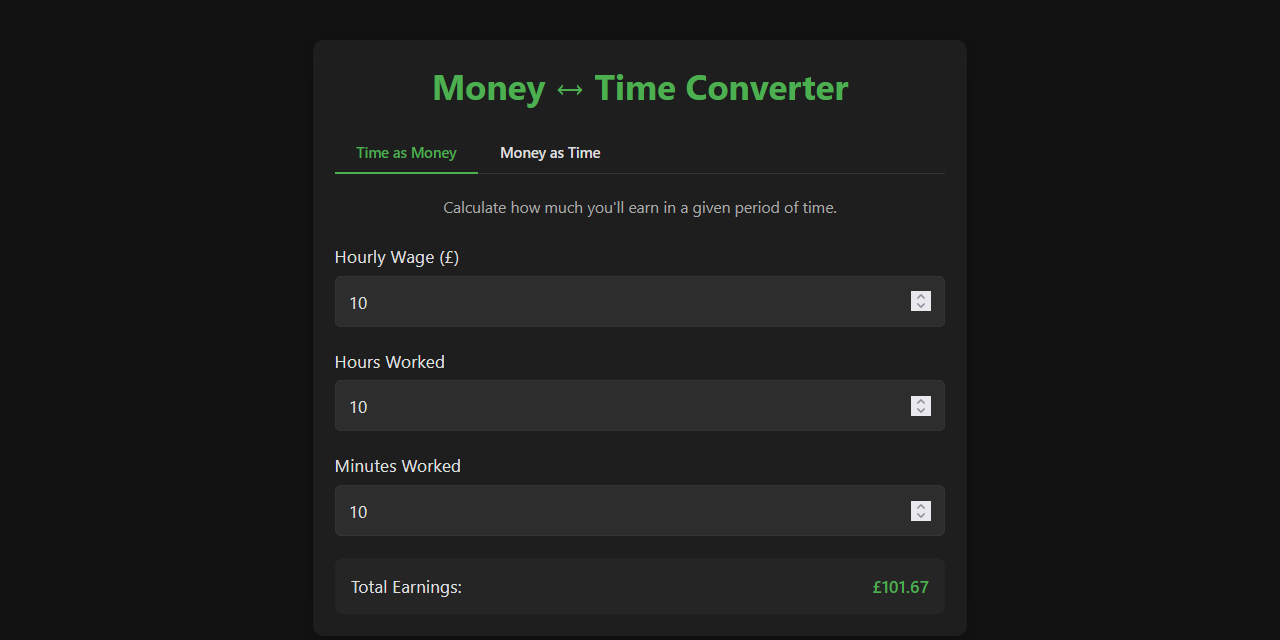 Money ↔ Time Converter
Time as Money Money as Time
Calculate how much you'll earn in a given period of time.
Hourly Wage (£)
10
Hours Worked
10
Minutes Worked
10
Total Earnings: £101.67